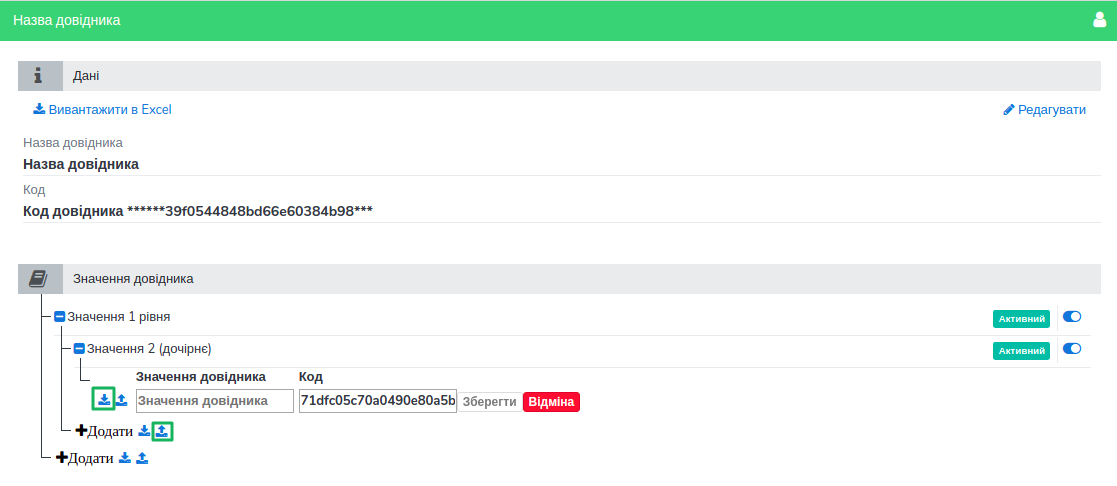 Назва довідника
Дані
Вивантажити в Excel Редагувати
Назва довідника
Назва довідника
Код
Код довідника ******39f0544848bd66e60384b98***
Значення довідника
Значення 1 рівня Активний
Значення 2 (дочірнє) Активний
Значення довідника Код
Значення довідника 71dfc05c70a0490e80a5b Зберегти Відміна
Додати
Додати